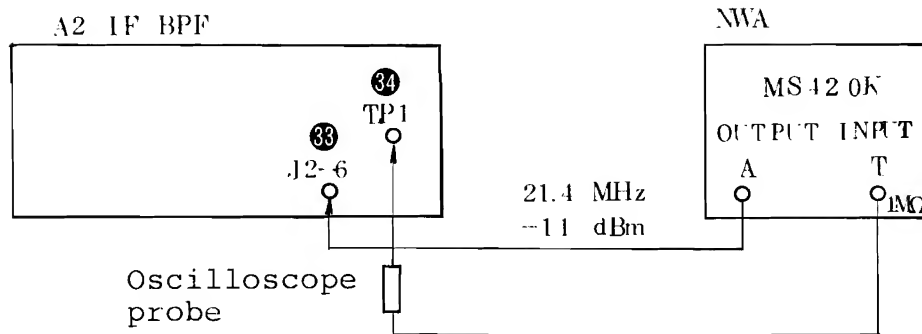 A2 IF BPF
NWA
34
TP1
33
J2-6
MS420K
OUTPUT INPUT
A T
1MΩ
21.4 MHz
-11 dBm
Oscilloscope
probe